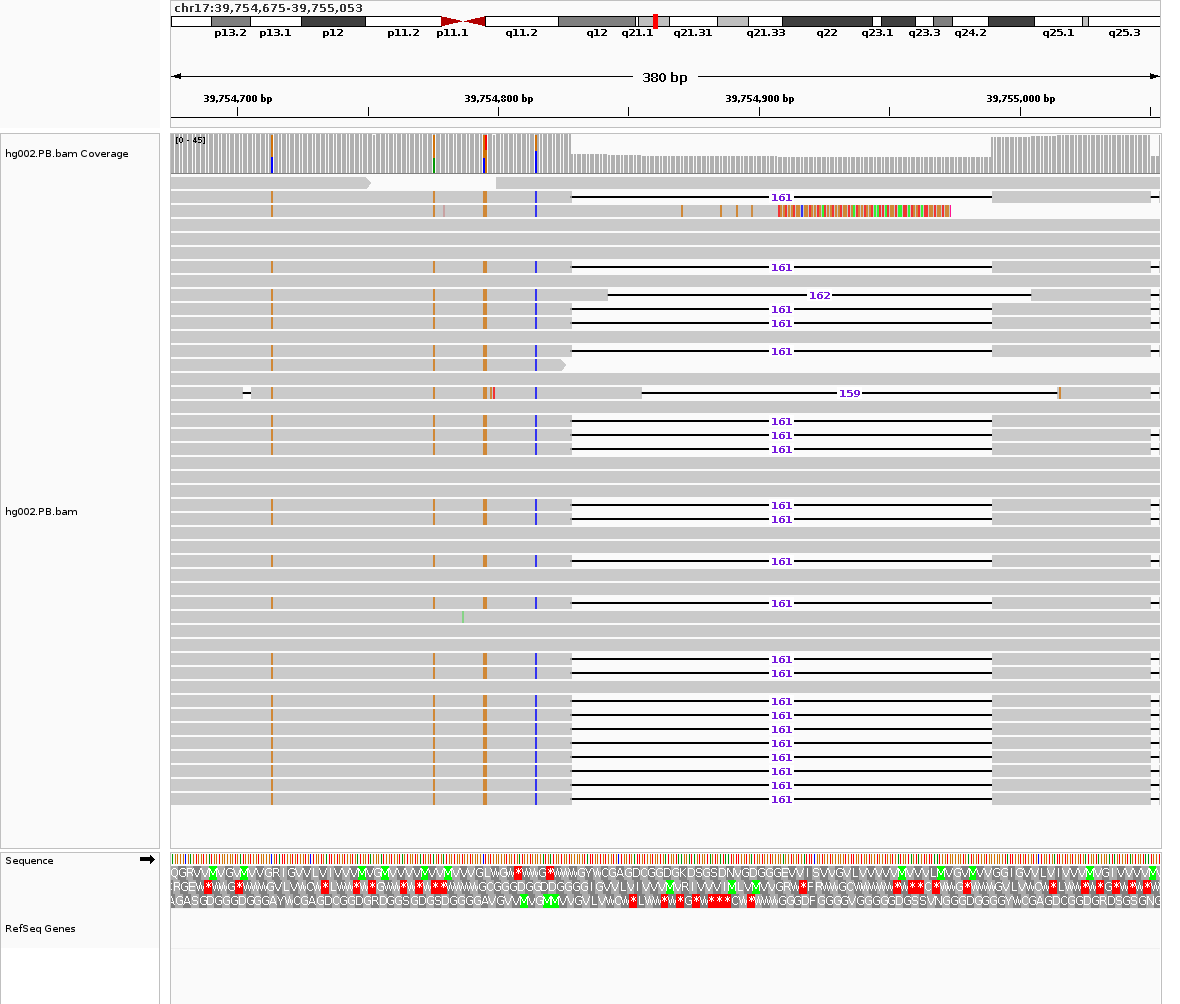 chr17:39,754,675-39,755,053
p13.2 p13.1 p12 p11.2 p11.1 q11.2 q12 q21.1 q21.31 q21.33 q22 q23.1 q23.3 q24.2 q25.1 q25.3
380 bp
39,754,700 bp 39,754,800 bp 39,754,900 bp 39,755,000 bp
hg002.PB.bam Coverage
[0 - 45]
161
161
162
161
161
161
159
161
161
161
hg002.PB.bam
161
161
161
161
161
161
161
161
161
161
161
161
161
161
Sequence
RefSeq Genes